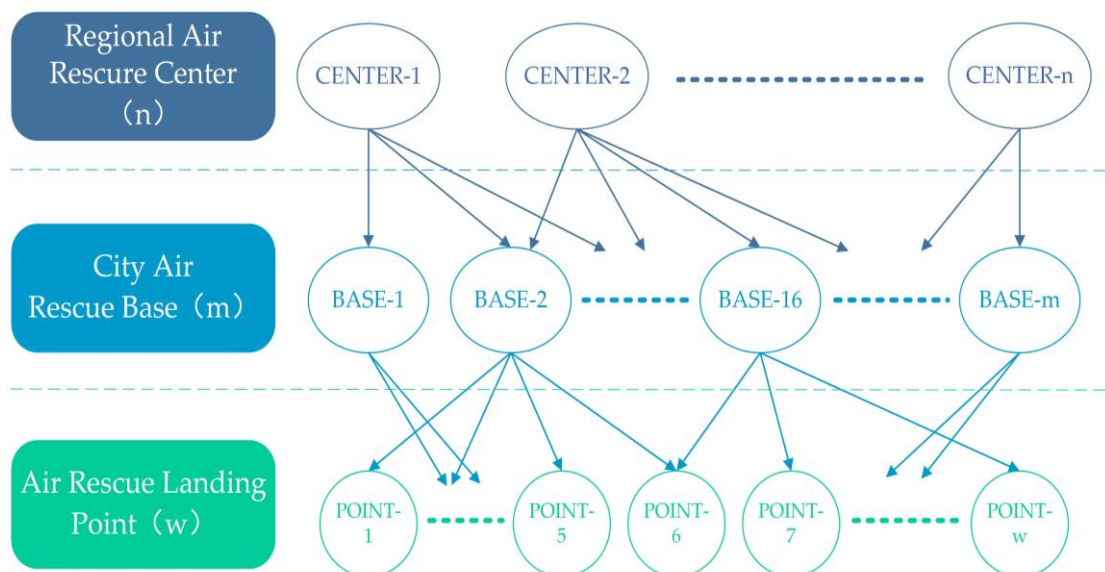 Regional Air
Rescure Center
（n）
CENTER-1
CENTER-2
CENTER-n
City Air
Rescue Base（m）
BASE-1
BASE-2
BASE-16
BASE-m
Air Rescue Landing
Point（w）
POINT-
1
POINT-
5
POINT-
6
POINT-
7
POINT-
w